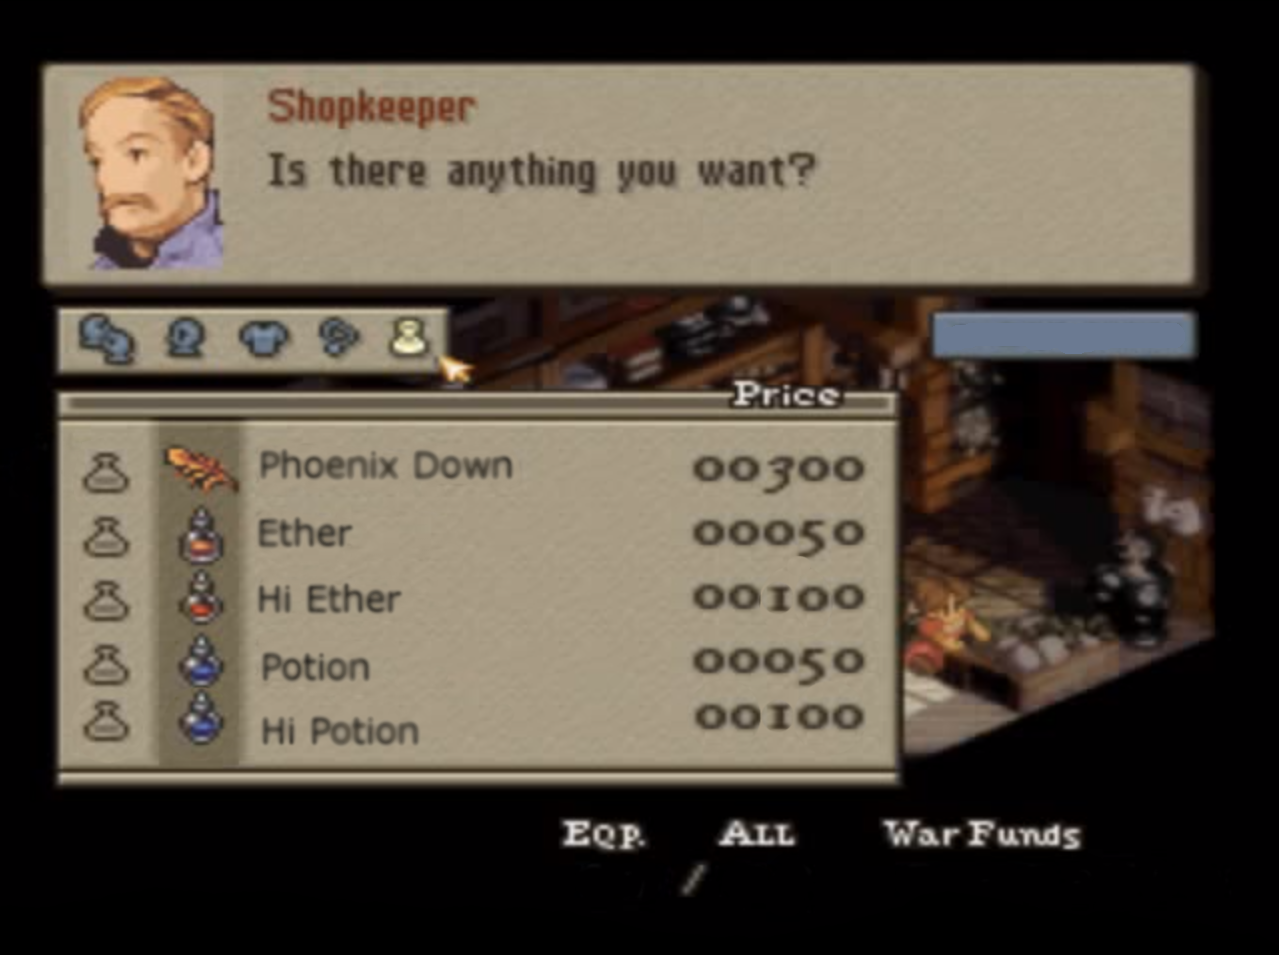 Shopkeeper
Is there anything you want?
Price
Phoenix Down 00300
Ether 00050
Hi Ether 00100
Potion 00050
Hi Potion 00100
Eqp. All War Funds
/